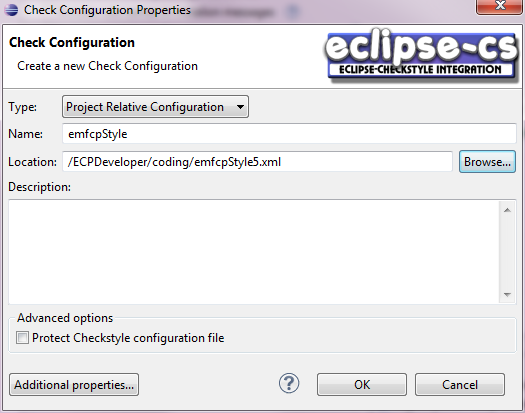 Check Configuration Properties
Check Configuration
Create a new Check Configuration
eclipse-cs
ECLIPSE-CHECKSTYLE INTEGRATION
Type: Project Relative Configuration
Name: emfcpStyle
Location: /ECPDeveloper/coding/emfcpStyle5.xml Browse...
Description:
Advanced options
Protect Checkstyle configuration file
Additional properties... ? OK Cancel